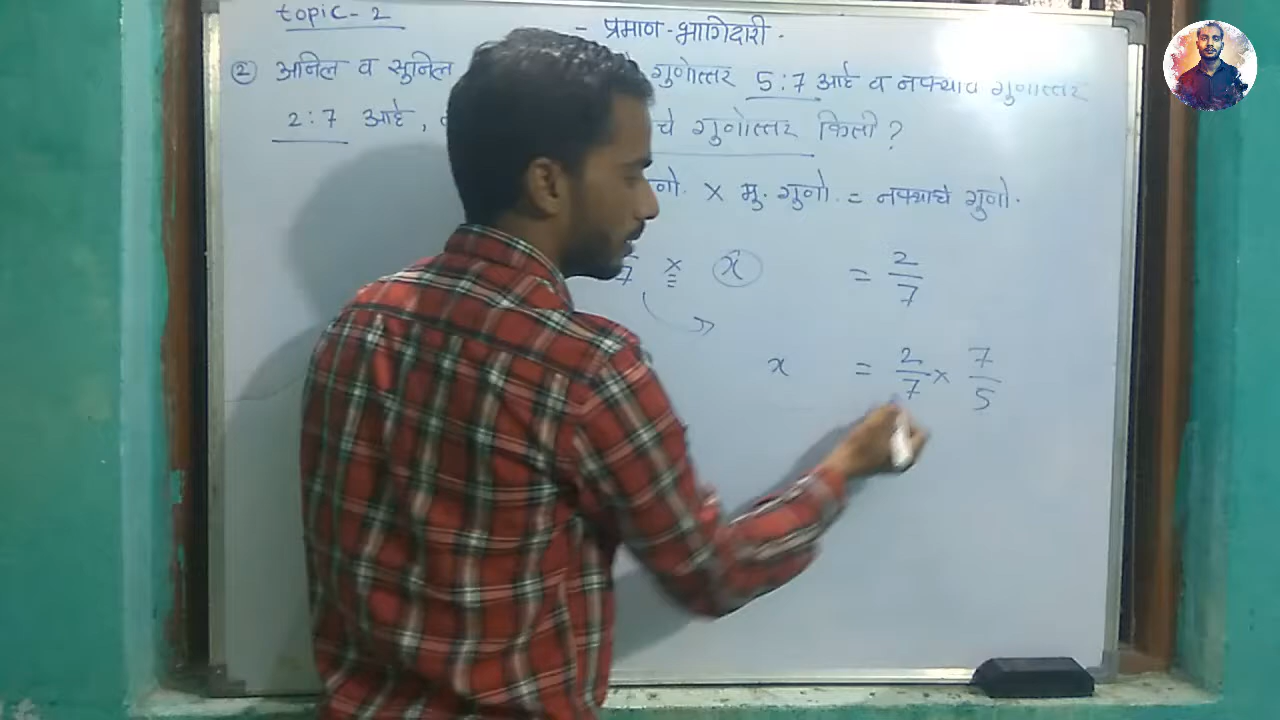 topic-2
- प्रमाण-भागिदारी.
② अनिल व सुनिल गुणोत्तर 5:7 आहे व नफ्याचे गुणोत्तर
2:7 आहे, चे गुणोत्तर किती?
गुणो. × मु. गुणो. = नफ्याचे गुणो.
7 × x = 2/7
x = 2/7 × 7/5